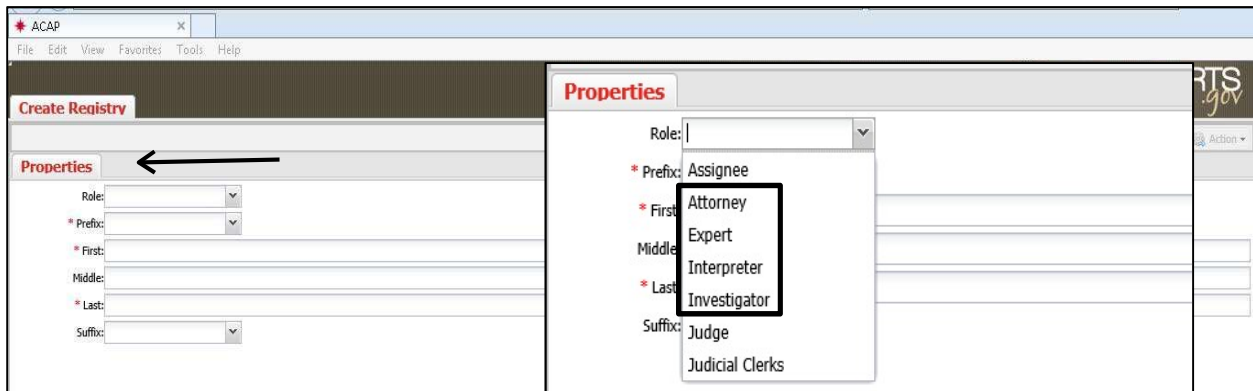 ACAP
File Edit View Favorites Tools Help
Create Registry
Properties
Role:
* Prefix:
* First:
Middle:
* Last:
Suffix:
RTS
.gov
Action
Properties
Role:
* Prefix:
* First
Middle
* Last
Suffix:
Assignee
Attorney
Expert
Interpreter
Investigator
Judge
Judicial Clerks